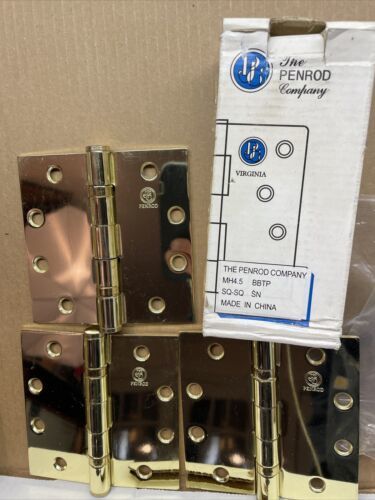 The
PENROD
Company
VIRGINIA
THE PENROD COMPANY
MH4.5 BBTP
SQ-SQ SN
MADE IN CHINA
PENROD
PENROD
PENROD